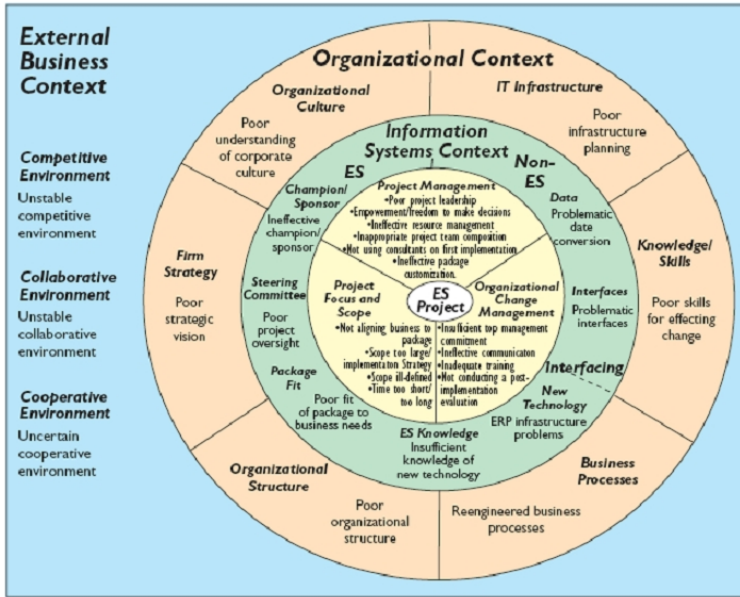 External
Business
Context
Competitive
Environment
Unstable
competitive
environment
Collaborative
Environment
Unstable
collaborative
environment
Cooperative
Environment
Uncertain
cooperative
environment
Organizational Context
Organizational
Culture
Poor
understanding
of corporate
culture
IT Infrastructure
Poor
infrastructure
planning
Firm
Strategy
Poor
strategic
vision
Knowledge/
Skills
Poor skills
for effecting
change
Organizational
Structure
Poor
organizational
structure
Business
Processes
Reengineered business
processes
Information
Systems Context
ES
Non-
ES
Champion/
Sponsor
Ineffective
champion/
sponsor
Steering
Committee
Poor
project
oversight
Package
Fit
Poor fit
of package to
business needs
ES Knowledge
Insufficient
knowledge of
new technology
Data
Problematic
date
conversion
Interfaces
Problematic
interfaces
Interfacing
New
Technology
ERP infrastructure
problems
Project Management
•Poor project leadership
•Empowerment/freedom to make decisions
•Ineffective resource management
•Inappropriate project team composition
•Not using consultants on first implementation
•Ineffective package
customization.
ES
Project
Project
Focus and
Scope
•Not aligning business to
package
•Scope too large/
implementaton Strategy
•Scope ill-defined
•Time too short/
too long
Organizational
Change
Management
•Insufficient top management
commitment
•Ineffective communicaton
•Inadequate training
•Not conducting a post-
implementation
evaluation